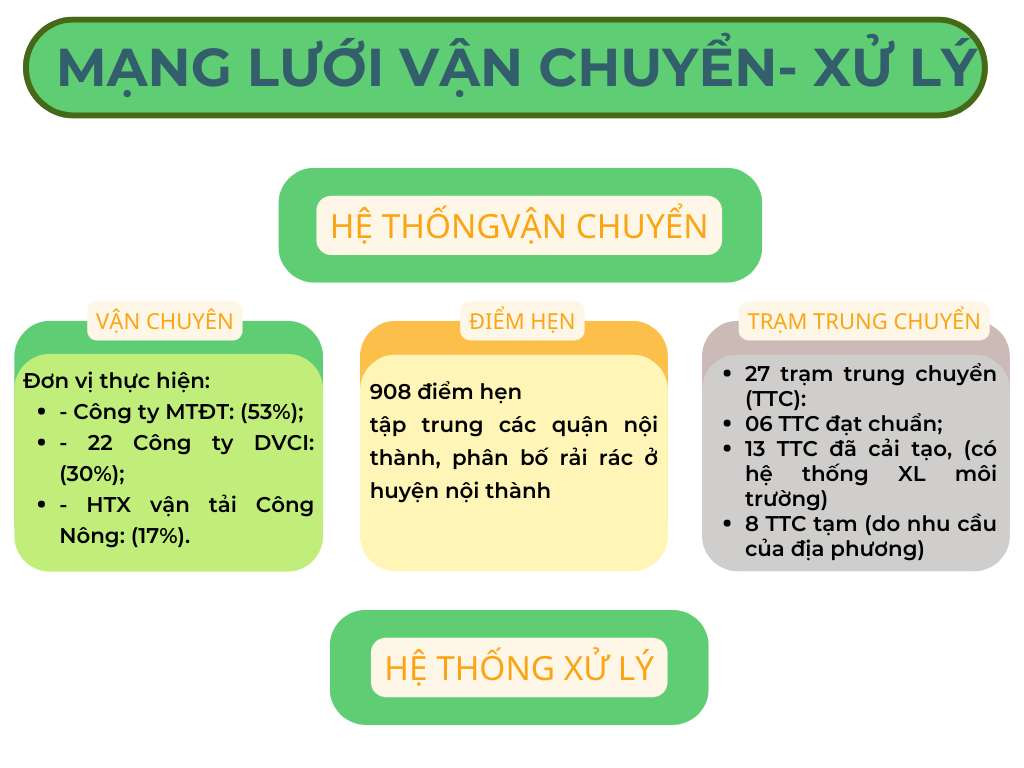 MẠNG LƯỚI VẬN CHUYỂN- XỬ LÝ
HỆ THỐNGVẬN CHUYỂN
VẬN CHUYÊN
Đơn vị thực hiện:
• - Công ty MTĐT: (53%);
• - 22 Công ty DVCI:
(30%);
• - HTX vận tải Công
Nông: (17%).
ĐIỂM HẸN
908 điểm hẹn
tập trung các quận nội
thành, phân bố rải rác ở
huyện nội thành
TRẠM TRUNG CHUYỂN
• 27 trạm trung chuyển
(TTC):
• 06 TTC đạt chuẩn;
• 13 TTC đã cải tạo, (có
hệ thống XL môi
trường)
• 8 TTC tạm (do nhu cầu
của địa phương)
HỆ THỐNG XỬ LÝ